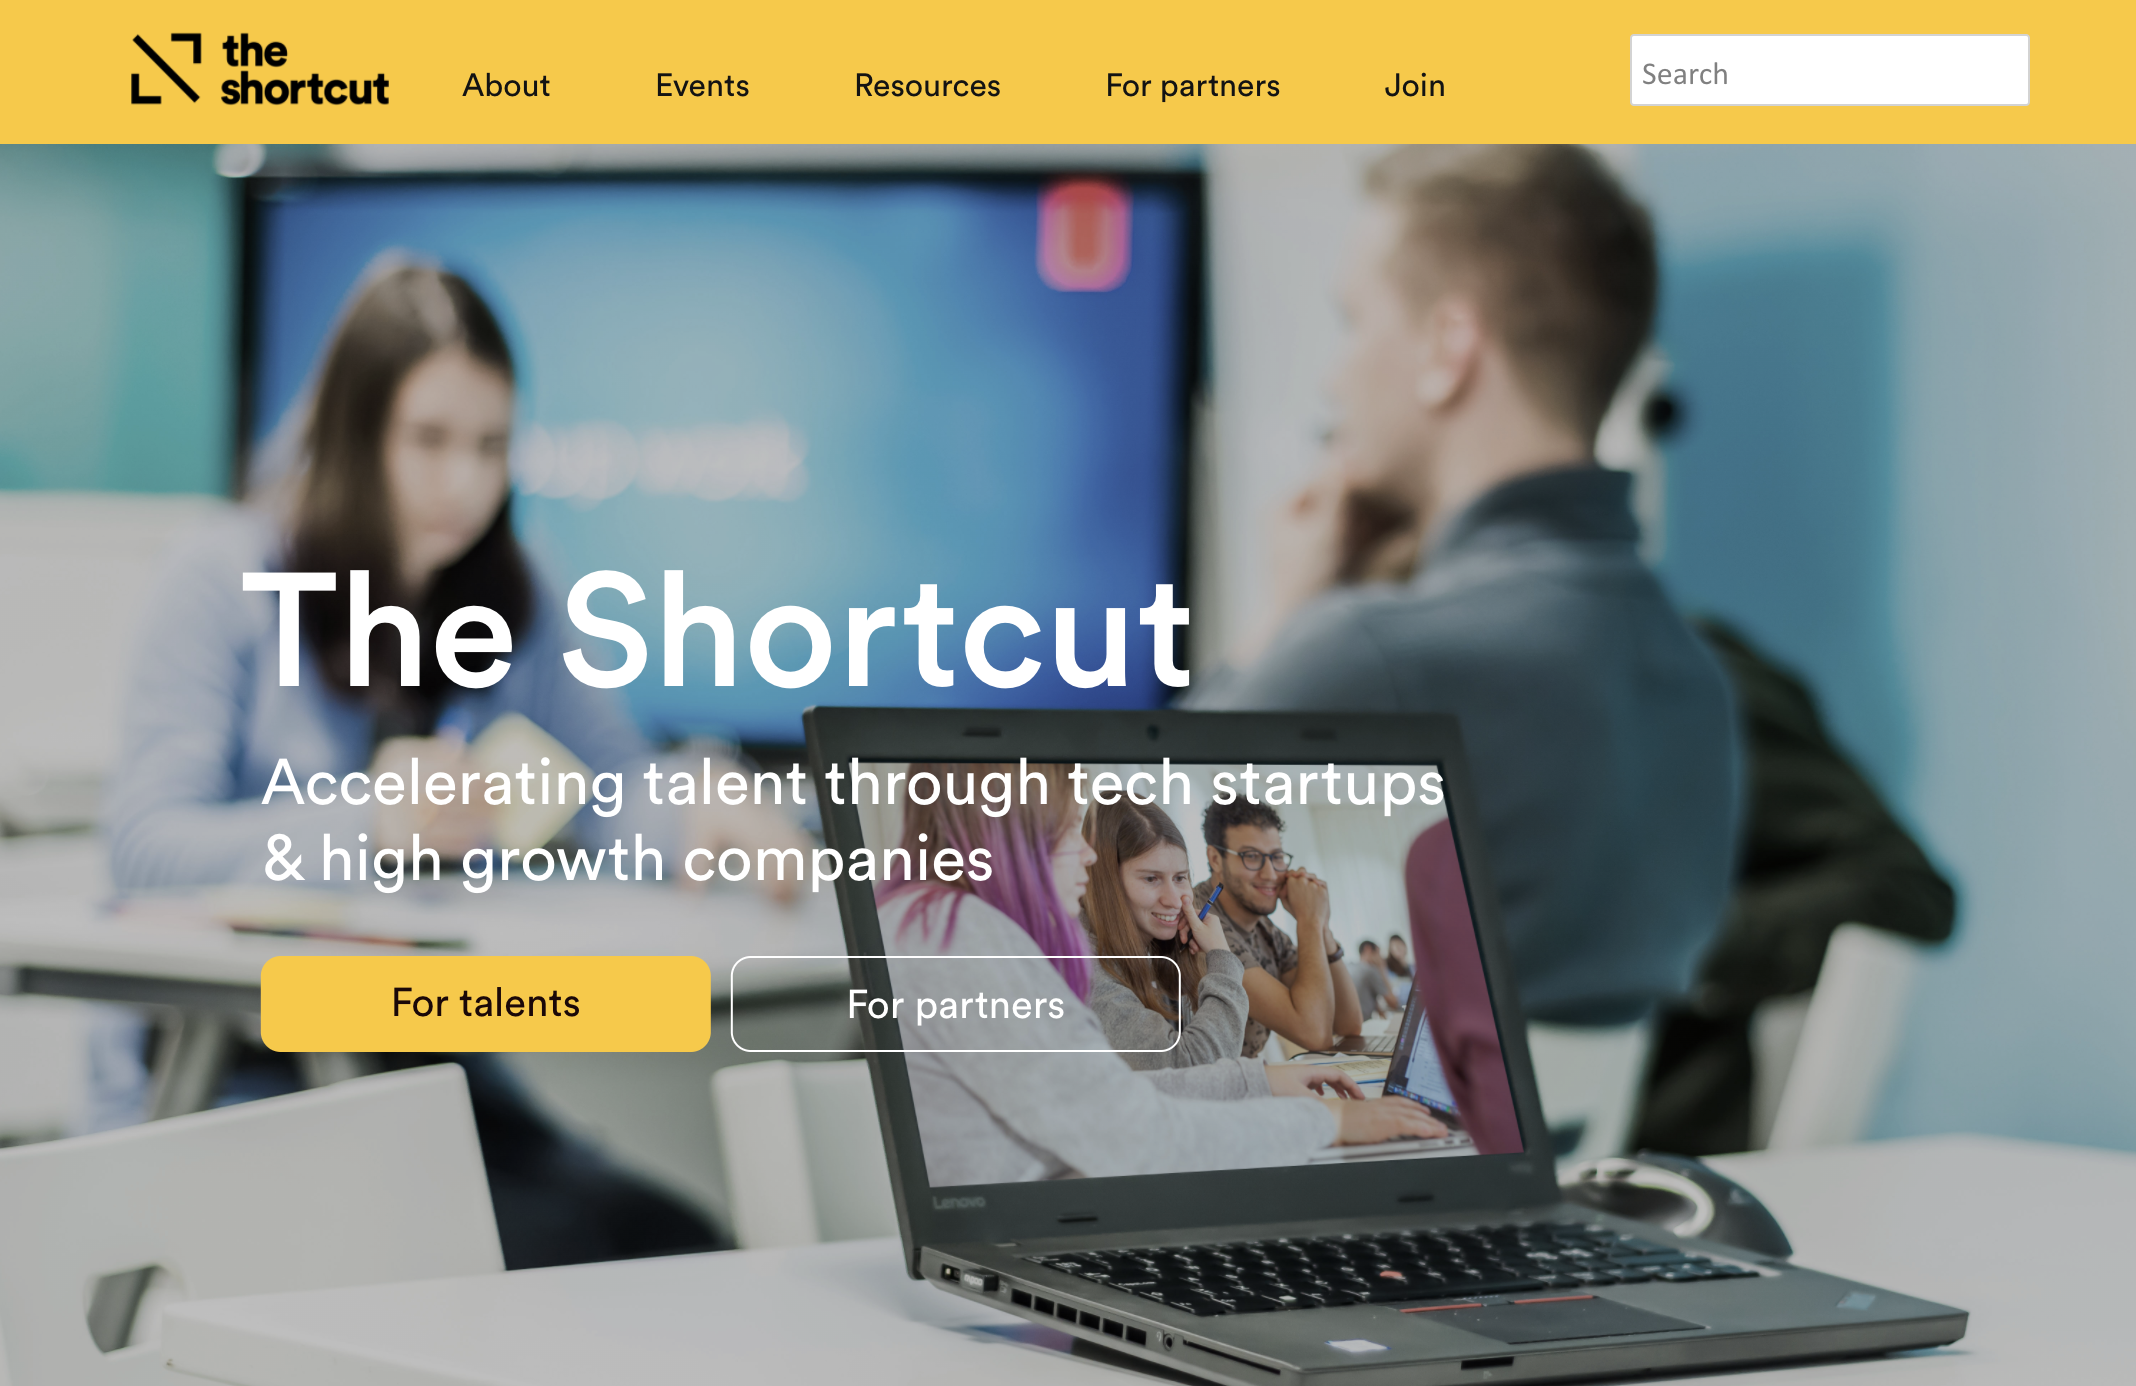 the
shortcut
About
Events
Resources
For partners
Join
Search
The Shortcut
Accelerating talent through tech startups
& high growth companies
For talents
For partners
Lenovo